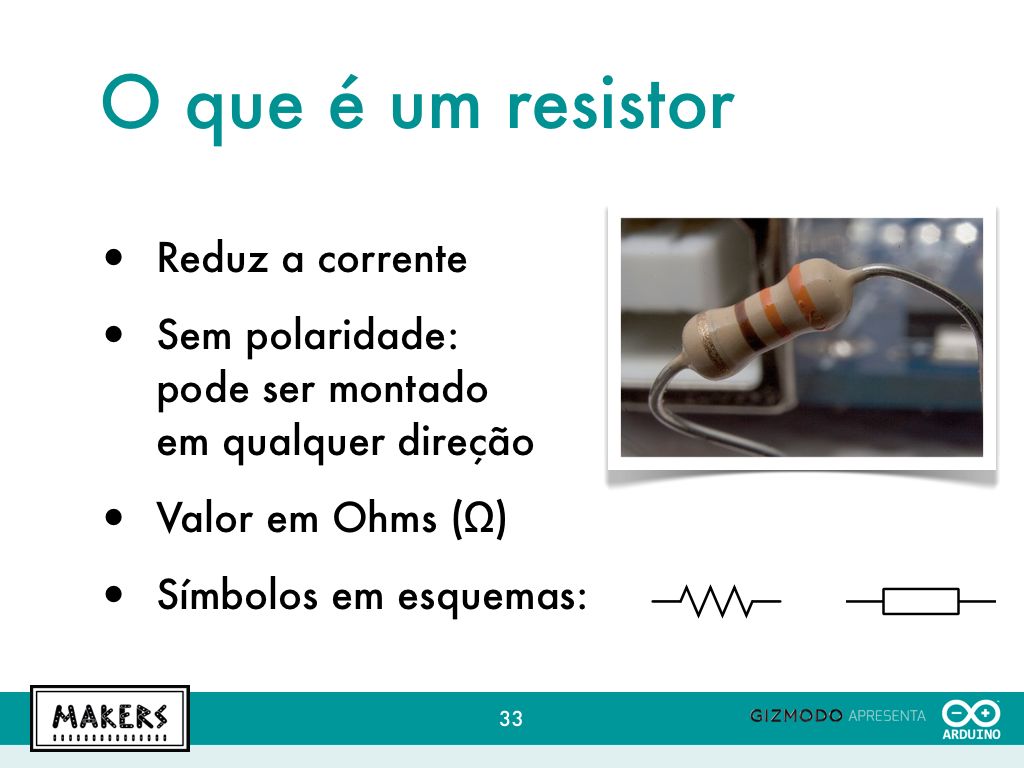 O que é um resistor
• Reduz a corrente
• Sem polaridade:
pode ser montado
em qualquer direção
• Valor em Ohms (Ω)
• Símbolos em esquemas:
MAKERS
33
GIZMODO APRESENTA
ARDUINO